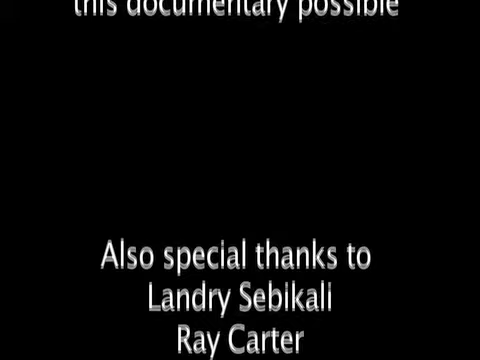 this documentary possible
Also special thanks to
Landry Sebikali
Ray Carter